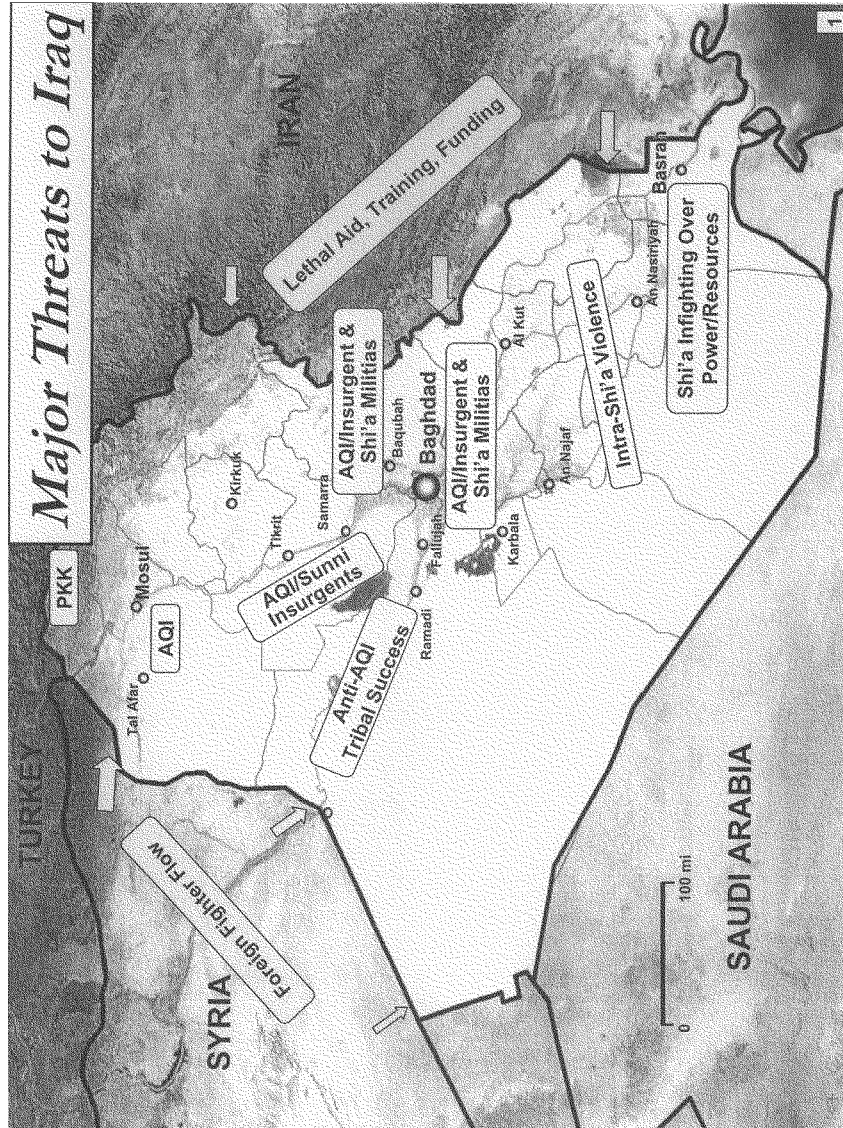 Major Threats to Iraq
TURKEY
PKK
Tal Afar
Mosul
AQI
Kirkuk
IRAN
Foreign Fighter Flow
Tikrit
AQI/Sunni
Insurgents
Samarra
AQI/Insurgent &
Shi'a Militias
Baqubah
Lethal Aid, Training, Funding
SYRIA
Anti-AQI
Tribal Success
Ramadi
Fallujah
Baghdad
AQI/Insurgent &
Shi'a Militias
Karbala
Al Kut
An Najaf
Intra-Shi'a Violence
An Nasiriyah
Basrah
Shi'a Infighting Over
Power/Resources
0
100 mi
SAUDI ARABIA
1